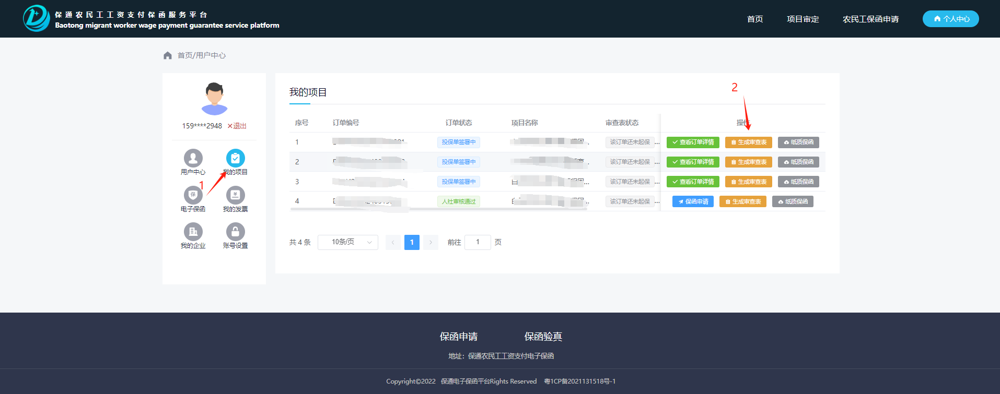 保通农民工工资支付保函服务平台
Baotong migrant worker wage payment guarantee service platform
首页 项目审定 农民工保函申请 个人中心
首页/用户中心
159****2948 ✕退出
用户中心 我的项目
1
电子保函 我的发票
我的企业 账号设置
我的项目
2
序号 订单编号 订单状态 项目名称 审查表状态 操作
1 投保单签署中 该订单还未起保 ... 查看订单详情 生成审查表 纸质保函
2 投保单签署中 该订单还未起保 ... 查看订单详情 生成审查表 纸质保函
3 投保单签署中 ... 该订单还未起保 ... 查看订单详情 生成审查表 纸质保函
4 人社审核通过 该订单还未起保 ... 保函申请 生成审查表 纸质保函
共 4 条 10条/页 1 前往 1 页
保函申请 保函验真
地址：保通农民工工资支付电子保函
Copyright©2022 保通电子保函平台Rights Reserved 粤1CP备2021131518号-1